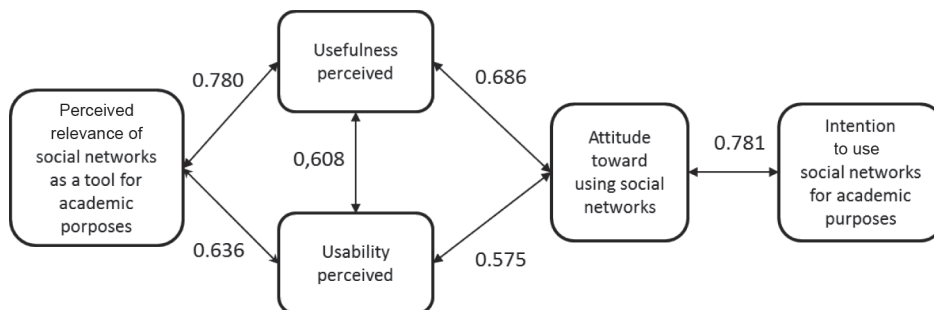 Perceived
relevance of
social networks
as a tool for
academic
porposes
0.780
0.636
Usefulness
perceived
0,608
Usability
perceived
0.686
0.575
Attitude
toward
using social
networks
0.781
Intention
to use
social networks
for academic
purposes